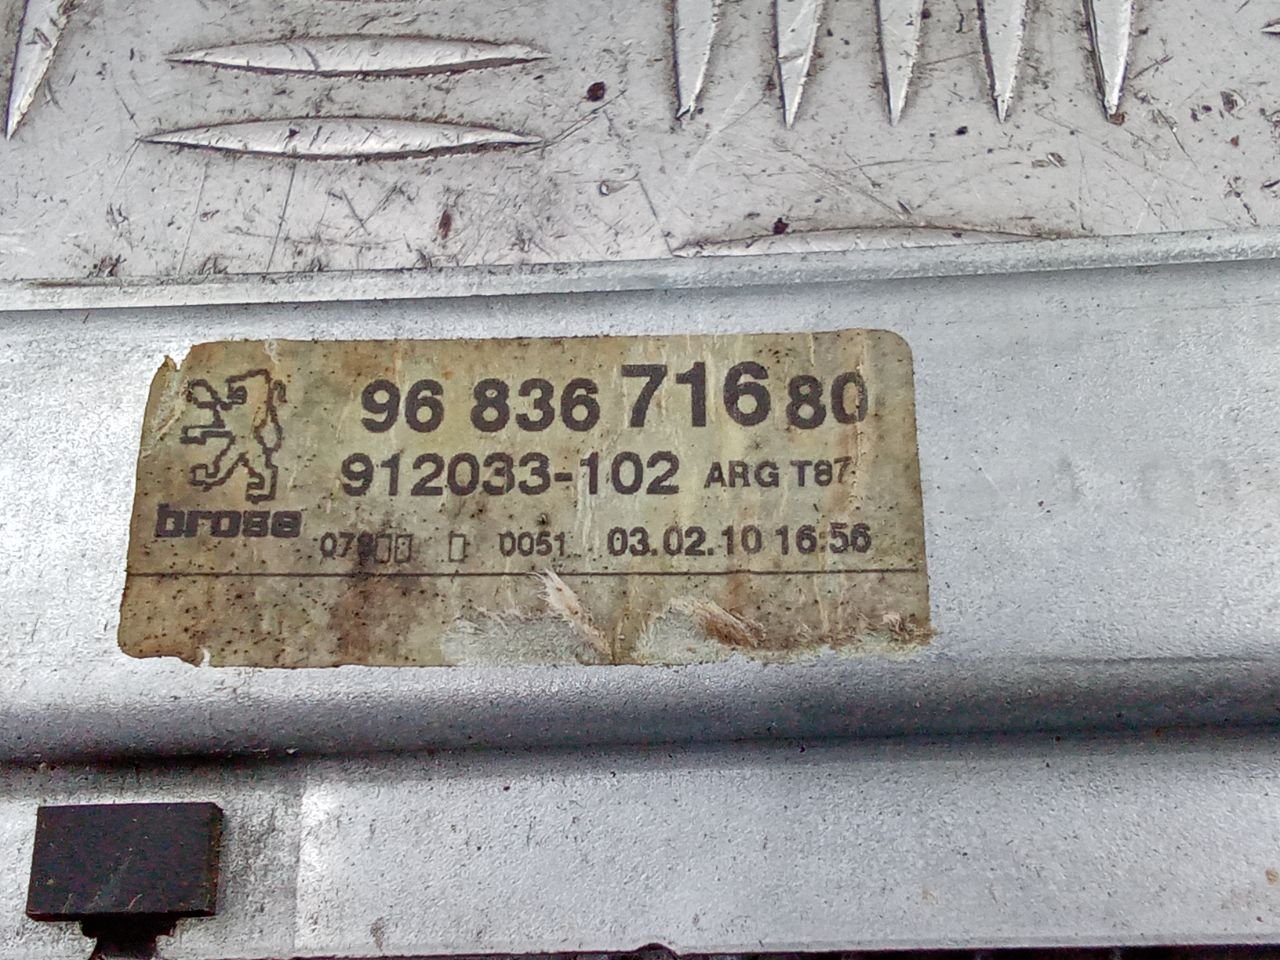 96 836 716 80
912033-102 ARG T87
brose
0051 03.02.10 16:56